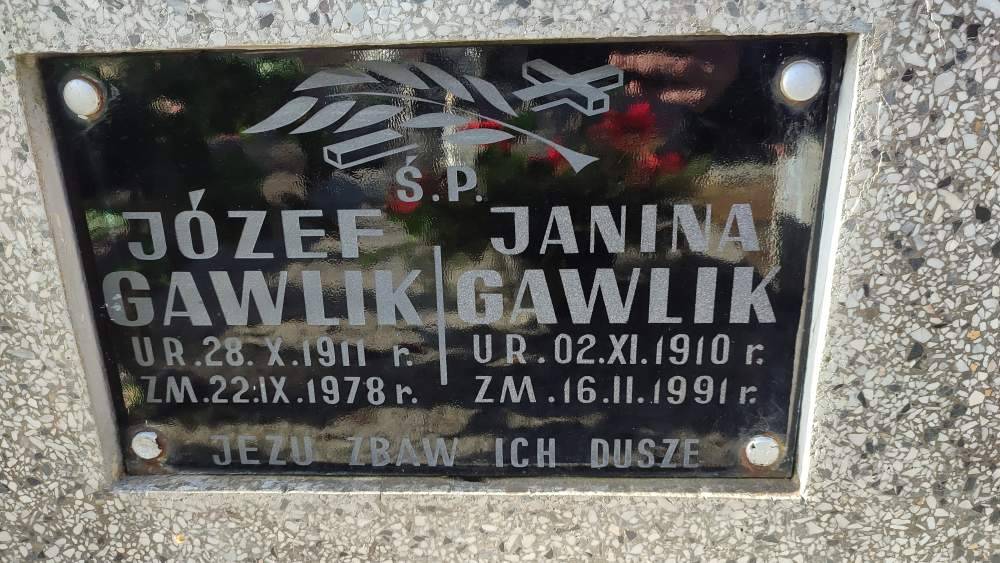 Ś.P.
JÓZEF
GAWLIK
UR.28.X.1911 r.
ZM.22.IX.1978 r.
JANINA
GAWLIK
UR.02.XI.1910 r.
ZM.16.II.1991 r.
JEZU ZBAW ICH DUSZE